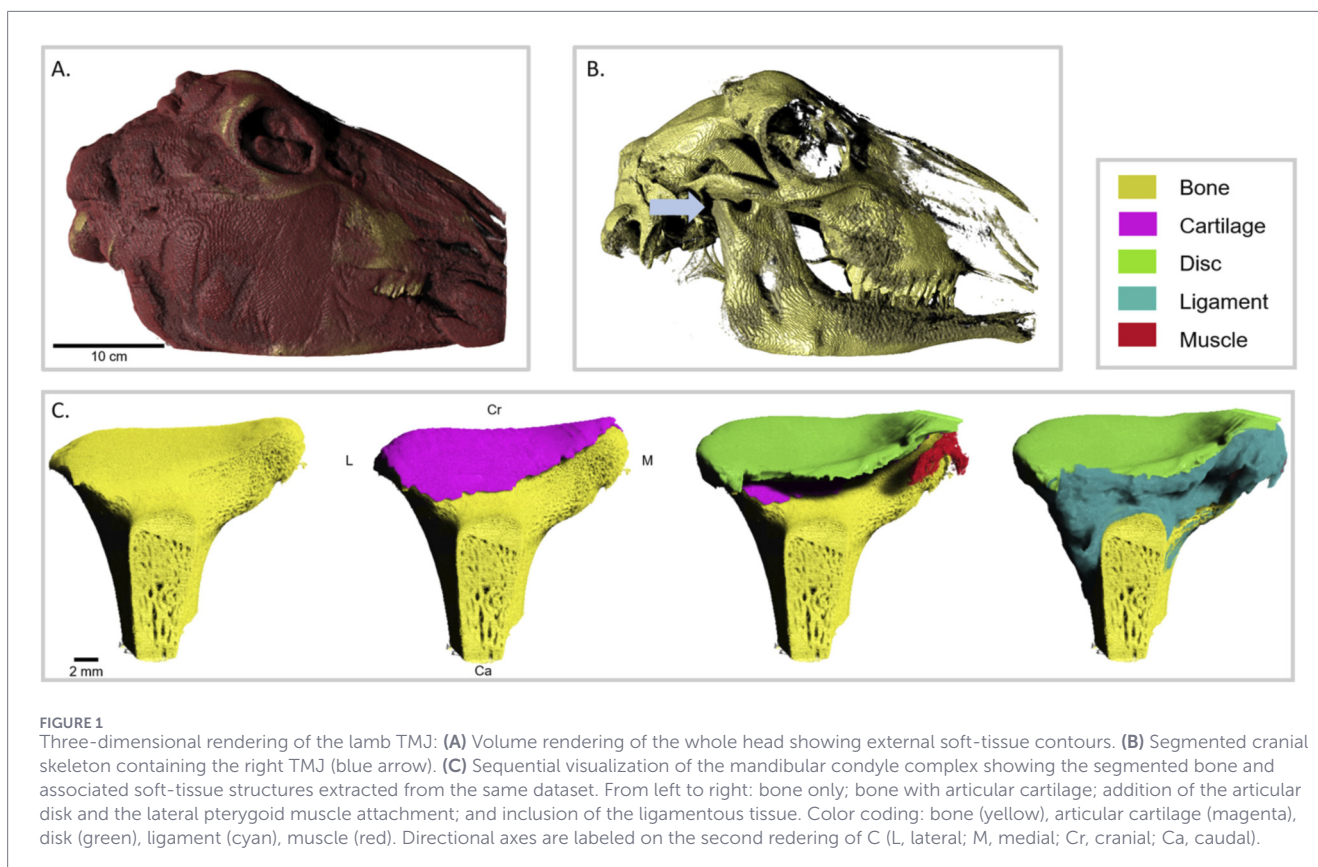 A.
10 cm
B.
Bone
Cartilage
Disc
Ligament
Muscle
C.
Cr
L
M
2 mm
Ca
FIGURE 1
Three-dimensional rendering of the lamb TMJ: (A) Volume rendering of the whole head showing external soft-tissue contours. (B) Segmented cranial
skeleton containing the right TMJ (blue arrow). (C) Sequential visualization of the mandibular condyle complex showing the segmented bone and
associated soft-tissue structures extracted from the same dataset. From left to right: bone only; bone with articular cartilage; addition of the articular
disk and the lateral pterygoid muscle attachment; and inclusion of the ligamentous tissue. Color coding: bone (yellow), articular cartilage (magenta),
disk (green), ligament (cyan), muscle (red). Directional axes are labeled on the second redering of C (L, lateral; M, medial; Cr, cranial; Ca, caudal).